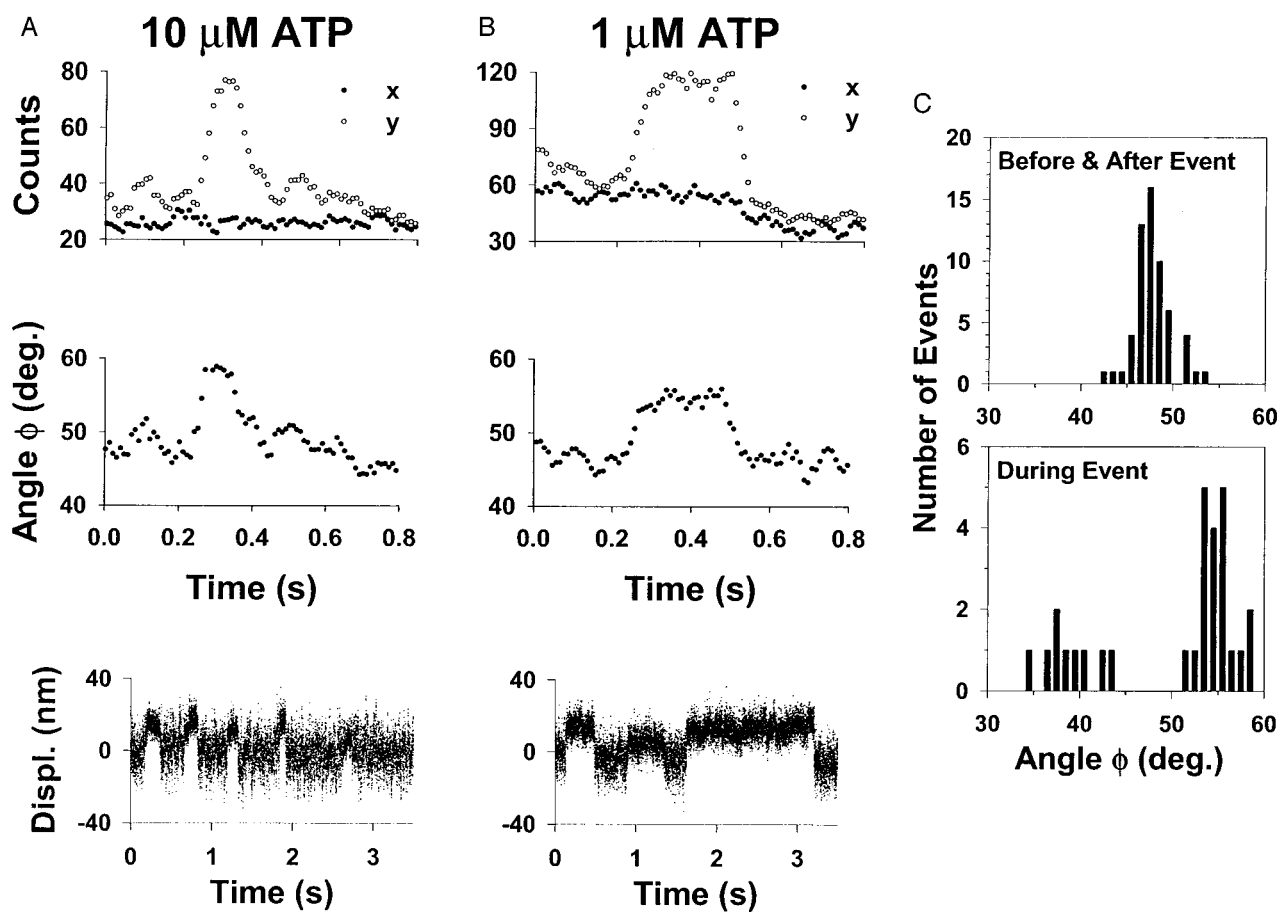 A
10 μM ATP
80
60
40
20
Counts
x
y
60
50
40
Angle ϕ (deg.)
0.0 0.2 0.4 0.6 0.8
Time (s)
40
0
-40
Displ. (nm)
0 1 2 3
Time (s)
B
1 μM ATP
120
90
60
30
x
y
60
50
40
0.0 0.2 0.4 0.6 0.8
Time (s)
40
0
-40
0 1 2 3
Time (s)
C
20
15
10
5
0
Before & After Event
30 40 50 60
Number of Events
6
4
2
0
During Event
30 40 50 60
Angle ϕ (deg.)